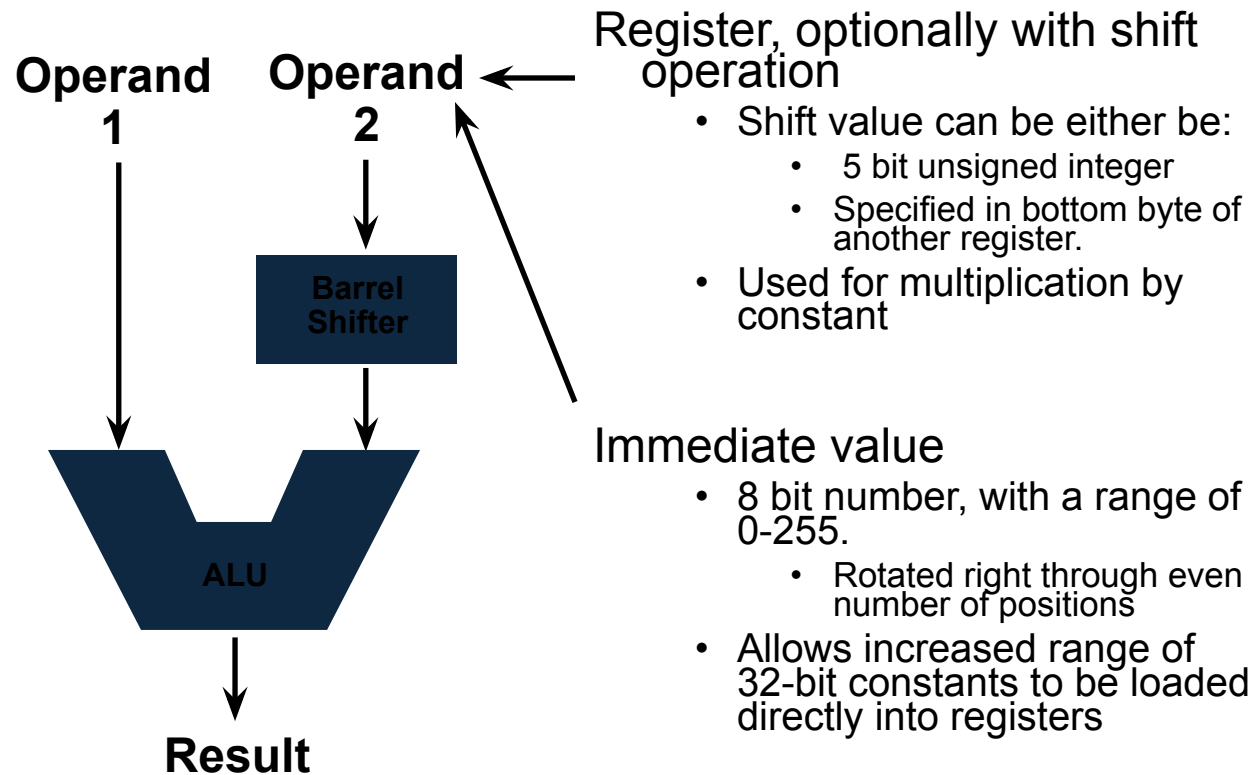 Operand
1
Operand
2
Barrel
Shifter
ALU
Result
Register, optionally with shift
operation
• Shift value can be either be:
• 5 bit unsigned integer
• Specified in bottom byte of
another register.
• Used for multiplication by
constant
Immediate value
• 8 bit number, with a range of
0-255.
• Rotated right through even
number of positions
• Allows increased range of
32-bit constants to be loaded
directly into registers